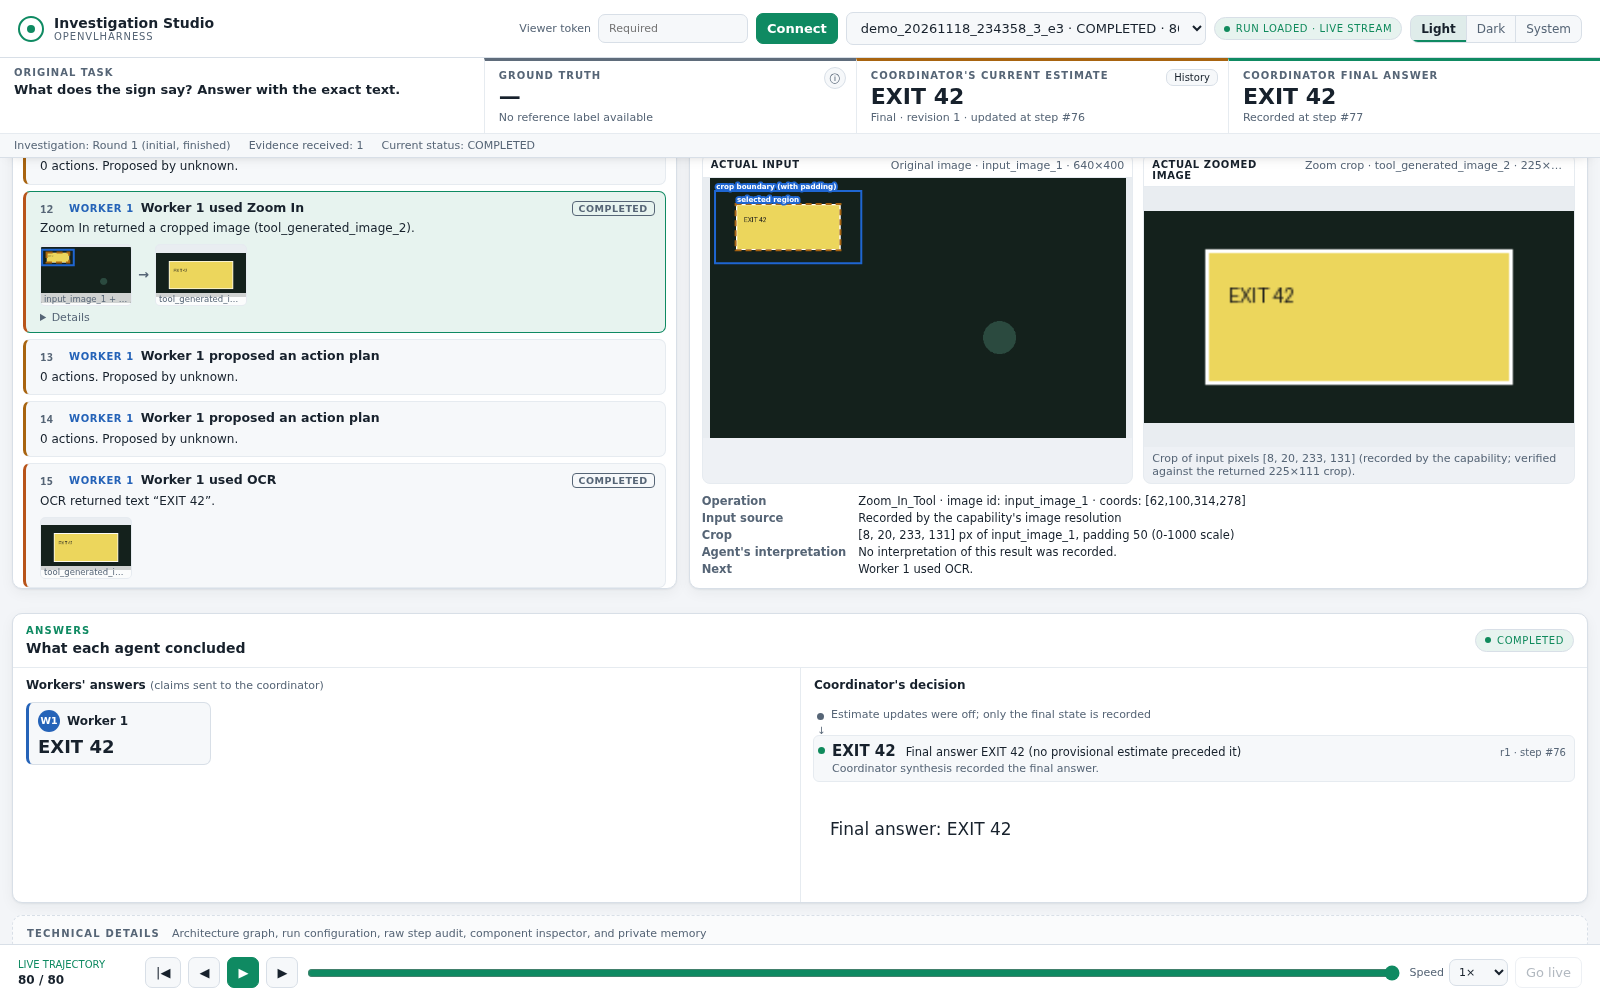 Investigation Studio
OPENVLHARNESS
Viewer token
Required
Connect
demo_20261118_234358_3_e3 · COMPLETED · 8
RUN LOADED · LIVE STREAM
Light
Dark
System
ORIGINAL TASK
What does the sign say? Answer with the exact text.
GROUND TRUTH
—
No reference label available
COORDINATOR'S CURRENT ESTIMATE
History
EXIT 42
Final · revision 1 · updated at step #76
COORDINATOR FINAL ANSWER
EXIT 42
Recorded at step #77
Investigation: Round 1 (initial, finished)
Evidence received: 1
Current status: COMPLETED
0 actions. Proposed by unknown.
12 WORKER 1 Worker 1 used Zoom In
COMPLETED
Zoom In returned a cropped image (tool_generated_image_2).
input_image_1 + ...
→
tool_generated_i...
Details
13 WORKER 1 Worker 1 proposed an action plan
0 actions. Proposed by unknown.
14 WORKER 1 Worker 1 proposed an action plan
0 actions. Proposed by unknown.
15 WORKER 1 Worker 1 used OCR
COMPLETED
OCR returned text “EXIT 42”.
tool_generated_i...
ACTUAL INPUT
Original image · input_image_1 · 640×400
crop boundary (with padding)
selected region
EXIT 42
ACTUAL ZOOMED IMAGE
Zoom crop · tool_generated_image_2 · 225×...
EXIT 42
Crop of input pixels [8, 20, 233, 131] (recorded by the capability; verified
against the returned 225×111 crop).
Operation Zoom_In_Tool · image id: input_image_1 · coords: [62,100,314,278]
Input source Recorded by the capability's image resolution
Crop [8, 20, 233, 131] px of input_image_1, padding 50 (0-1000 scale)
Agent's interpretation No interpretation of this result was recorded.
Next Worker 1 used OCR.
ANSWERS
What each agent concluded
COMPLETED
Workers' answers (claims sent to the coordinator)
W1 Worker 1
EXIT 42
Coordinator's decision
Estimate updates were off; only the final state is recorded
↓
EXIT 42 Final answer EXIT 42 (no provisional estimate preceded it)
r1 · step #76
Coordinator synthesis recorded the final answer.
Final answer: EXIT 42
TECHNICAL DETAILS Architecture graph, run configuration, raw step audit, component inspector, and private memory
LIVE TRAJECTORY
80 / 80
Speed
1×
Go live